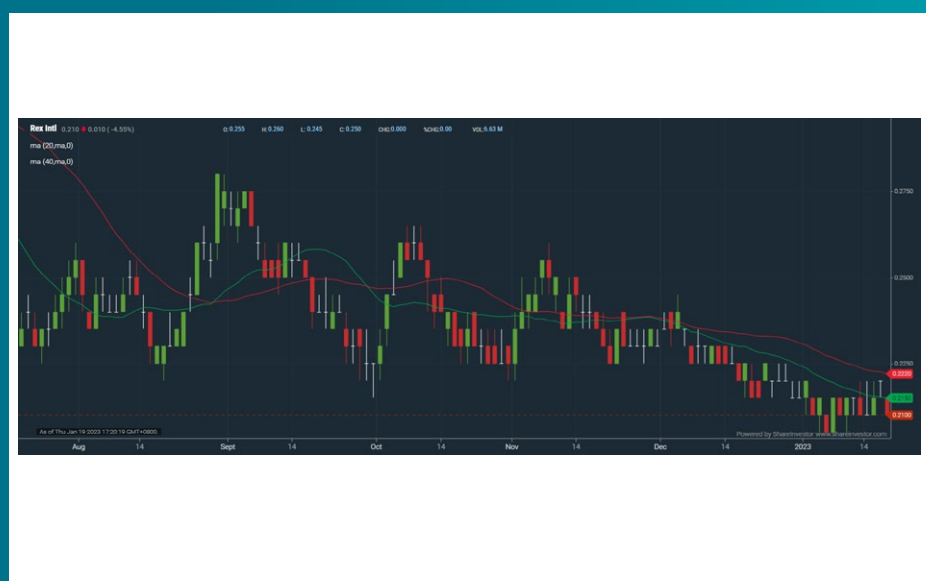 Rex Intl 0.210 0.010 ( -4.55%) O:0.255 H:0.260 L: 0.245 C: 0.250 CHG:0.000 %CHG:0.00 VOL:6.63 M
ma (20,ma,0)
ma (40,ma,0)
0.2750
0.2500
0.2250
0.2220
0.2150
0.2100
As of Thu Jan 19 2023 17:20:19 GMT+0800
Powered by ShareInvestor www.shareinvestor.com
Aug 14 Sept 14 Oct 14 Nov 14 Dec 14 2023 14